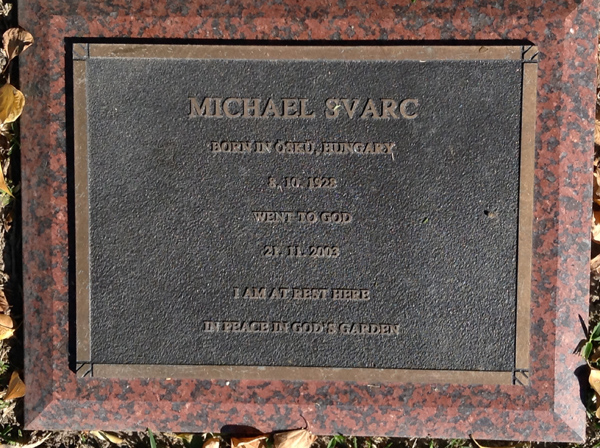 MICHAEL SVARC
BORN IN ÖSKÜ, HUNGARY
8. 10. 1928
WENT TO GOD
21. 11. 2003
I AM AT REST HERE
IN PEACE IN GOD'S GARDEN